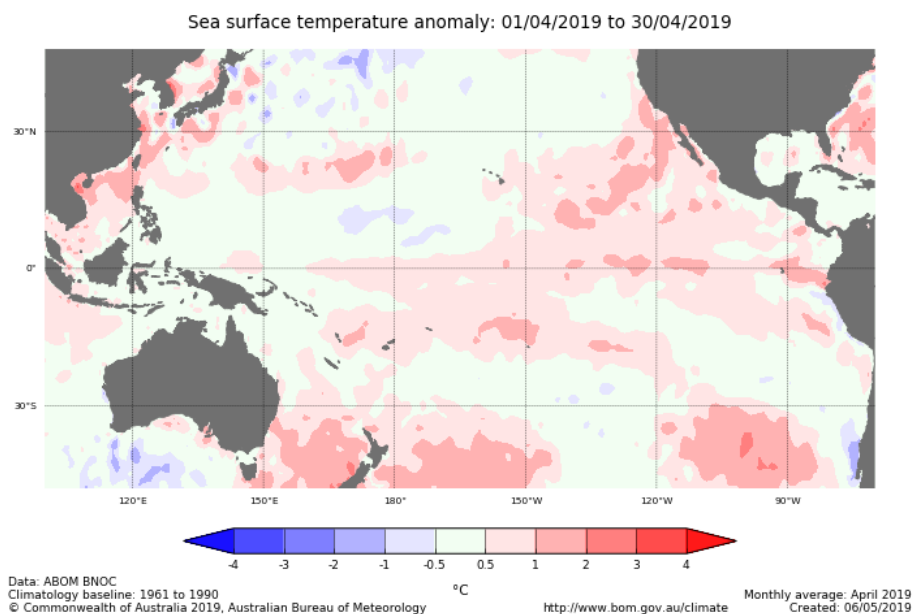 Sea surface temperature anomaly: 01/04/2019 to 30/04/2019
30°N
0°
30°S
120°E 150°E 180° 150°W 120°W 90°W
-4 -3 -2 -1 -0.5 0.5 1 2 3 4
°C
Data: ABOM BNOC
Climatology baseline: 1961 to 1990
© Commonwealth of Australia 2019, Australian Bureau of Meteorology
http://www.bom.gov.au/climate
Monthly average: April 2019
Created: 06/05/2019